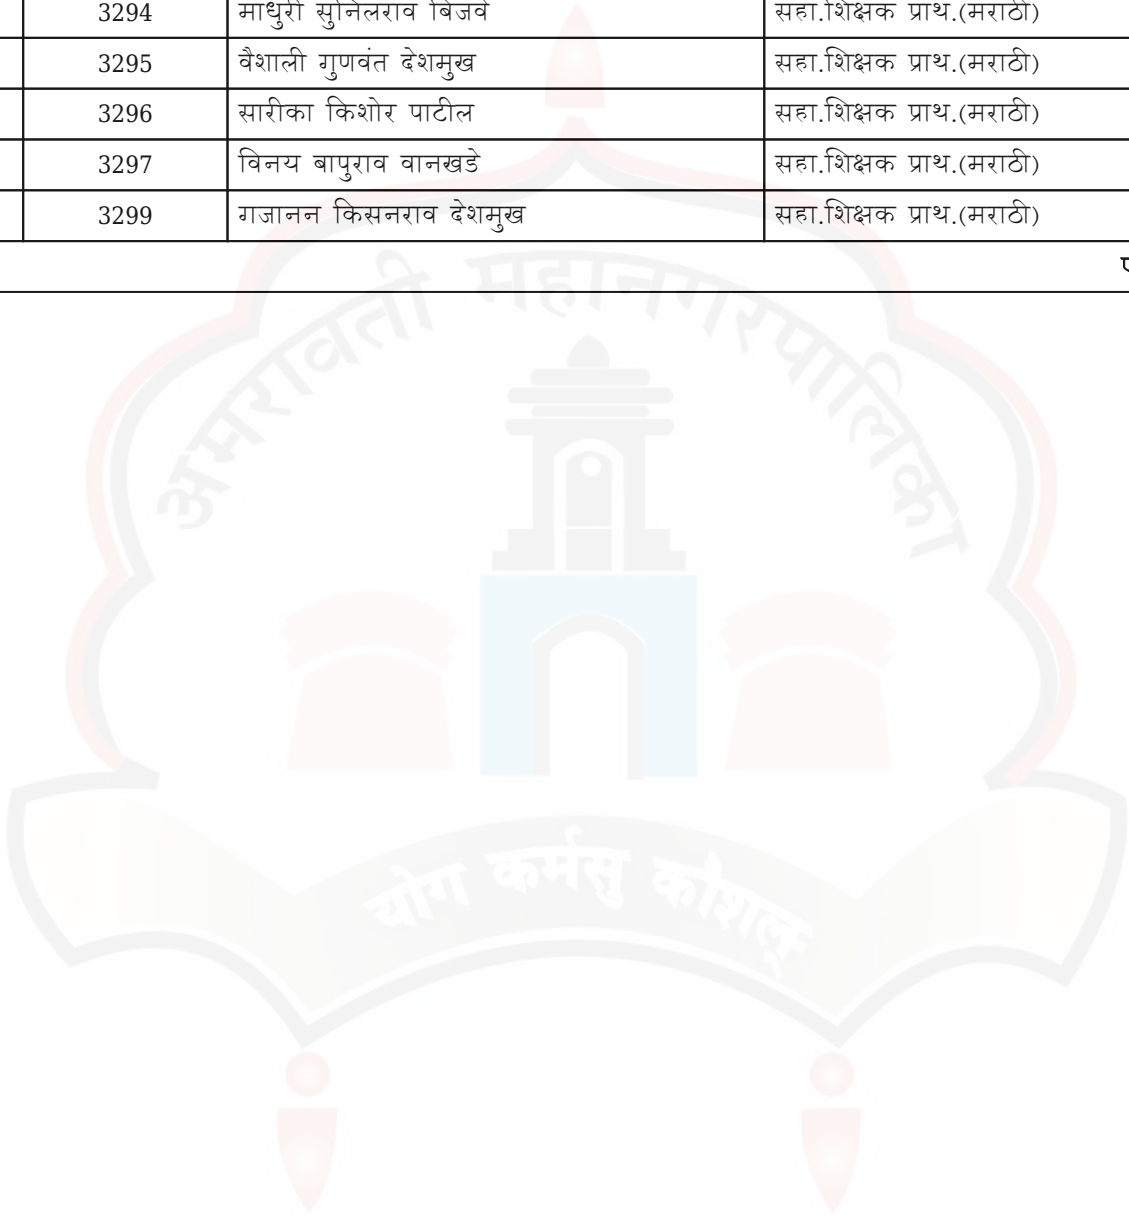 3294 माधुरी सुनिलराव बिजवे सहा.शिक्षक प्राथ.(मराठी)
3295 वैशाली गुणवंत देशमुख सहा.शिक्षक प्राथ.(मराठी)
3296 सारीका किशोर पाटील सहा.शिक्षक प्राथ.(मराठी)
3297 विनय बापुराव वानखडे सहा.शिक्षक प्राथ.(मराठी)
3299 गजानन किसनराव देशमुख सहा.शिक्षक प्राथ.(मराठी)
अमरावती महानगरपालिका
योग कर्मसु कौशलम्